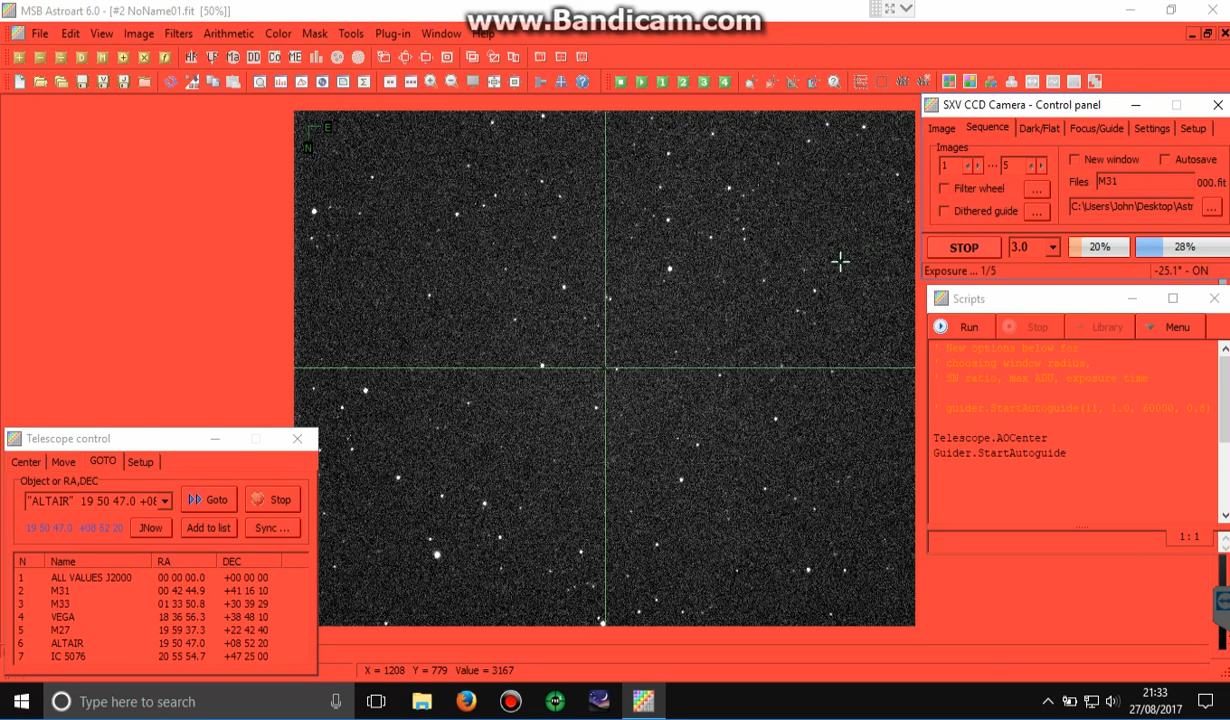 MSB Astroart 6.0 - [#2 NoName01.fit [50%]]
www.Bandicam.com
File Edit View Image Filters Arithmetic Color Mask Tools Plug-in Window Help
HR LP Ma DD Co ME
1 2 3 4
E
N
SXV CCD Camera - Control panel
Image Sequence Dark/Flat Focus/Guide Settings Setup
Images
1 ... 5
New window Autosave
Filter wheel ...
Files M31 000.fit
Dithered guide ...
C:\Users\John\Desktop\Astr ...
STOP 3.0 20% 28%
Exposure ... 1/5 -25.1° - ON
Scripts
Run Stop Library Menu
' New options below for
' choosing window radius,
' SN ratio, max ADU, exposure time
' guider.StartAutoguide(11, 1.0, 60000, 0.8)
Telescope.AOCenter
Guider.StartAutoguide
1 : 1
Telescope control
Center Move GOTO Setup
Object or RA,DEC
"ALTAIR" 19 50 47.0 +08 Goto Stop
19 50 47.0 +08 52 20 JNow Add to list Sync ...
N Name RA DEC
1 ALL VALUES J2000 00 00 00.0 +00 00 00
2 M31 00 42 44.9 +41 16 10
3 M33 01 33 50.8 +30 39 29
4 VEGA 18 36 56.3 +38 48 10
5 M27 19 59 37.3 +22 42 40
6 ALTAIR 19 50 47.0 +08 52 20
7 IC 5076 20 55 54.7 +47 25 00
X = 1208 Y = 779 Value = 3167
Type here to search
21:33
27/08/2017